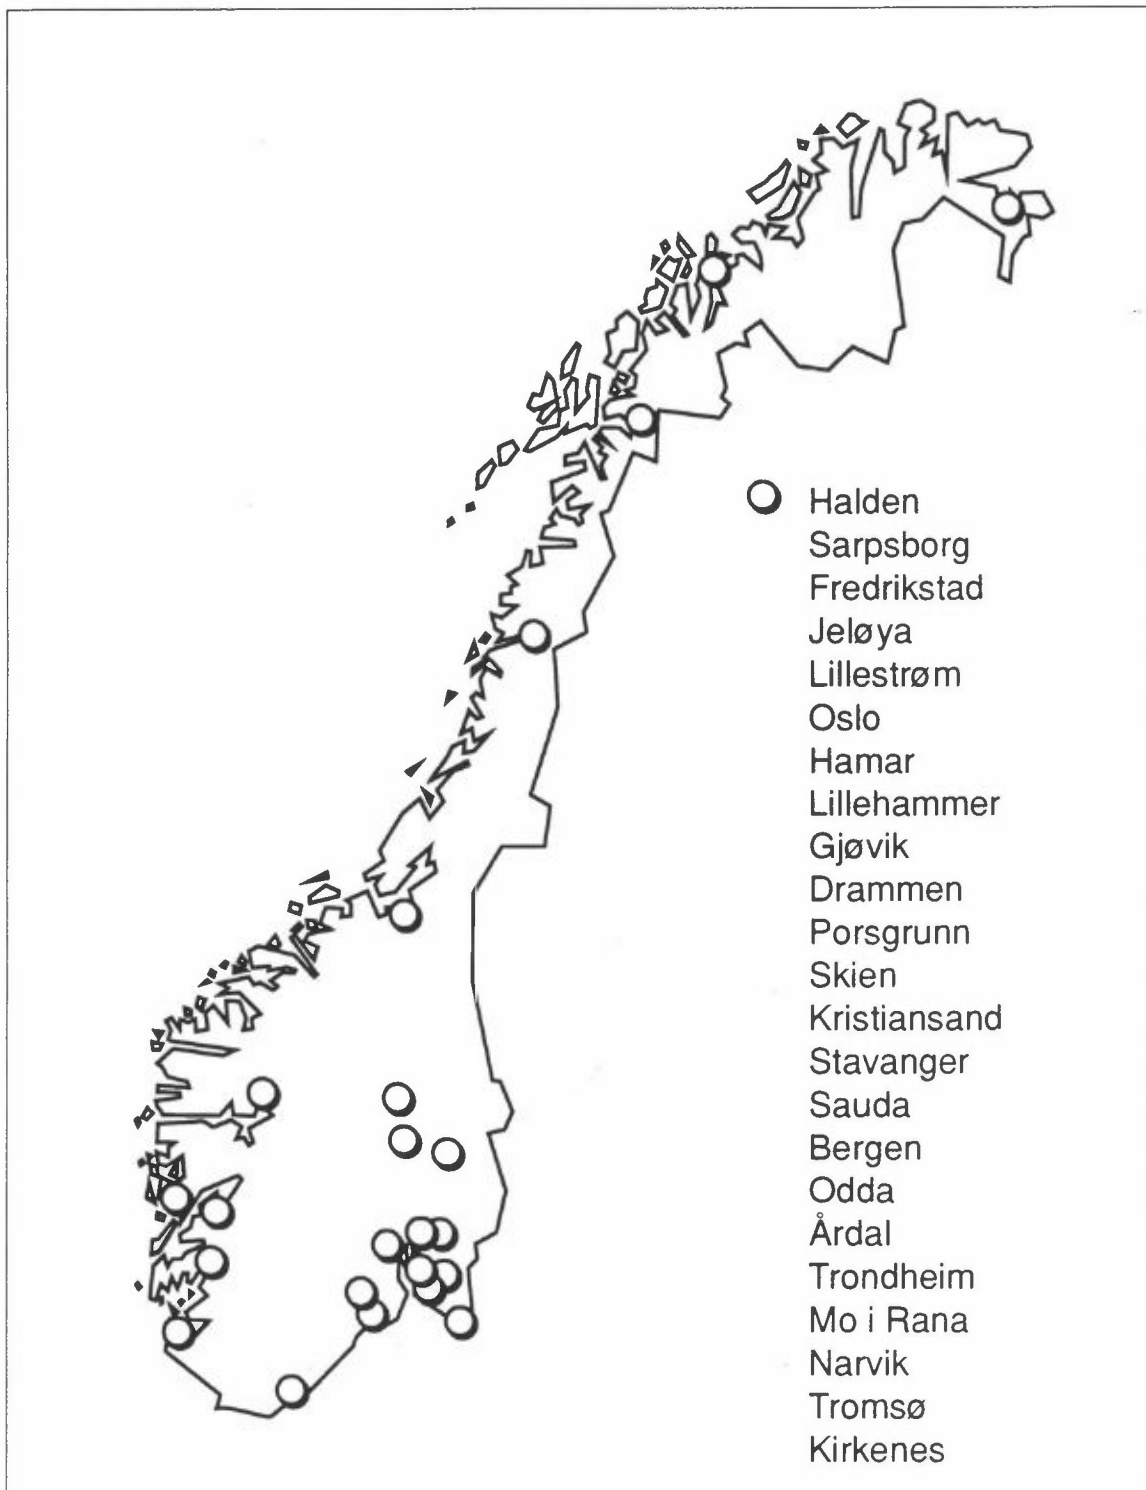 Halden
Sarpsborg
Fredrikstad
Jeløya
Lillestrøm
Oslo
Hamar
Lillehammer
Gjøvik
Drammen
Porsgrunn
Skien
Kristiansand
Stavanger
Sauda
Bergen
Odda
Årdal
Trondheim
Mo i Rana
Narvik
Tromsø
Kirkenes